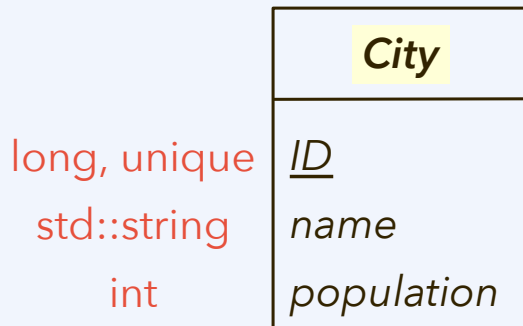 City
long, unique ID
std::string name
int population